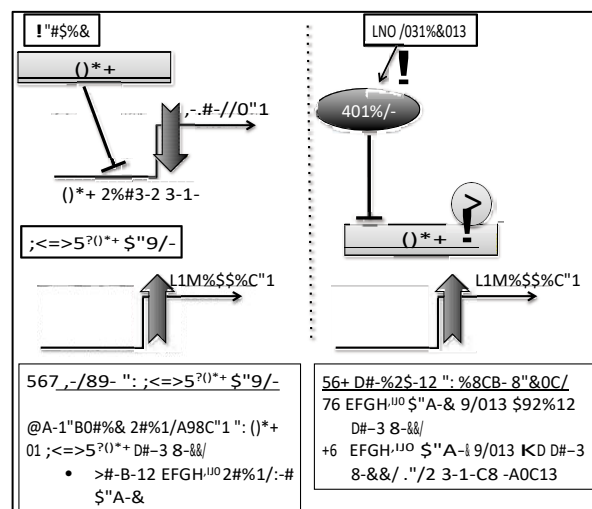 !"#$%&
()*+
,-.#-//0"1
()*+ 2%#3-2 3-1-
;<=>5?()*+ $"9/-
L1M%$$%C"1
LNO /031%&013
!
401%/-
>
!
()*+
L1M%$$%C"1
567 ,-/89- ": ;<=>5?()*+ $"9/-
@A-1"B0#%& 2#%1/A98C"1 ": ()*+
01 ;<=>5?()*+ D#–3 8-&&/
• >#-B-12 EFGH,IJO 2#%1/:-#
$"A-&
56+ D#-%2$-12 ": %8CB- 8"&0C/
76 EFGH,IJO $"A-& 9/013 $92%12
D#–3 8-&&/
+6 EFGH,IJO $"A-& 9/013 KD D#–3
8-&&/ ."/2 3-1-C8 -A0C13